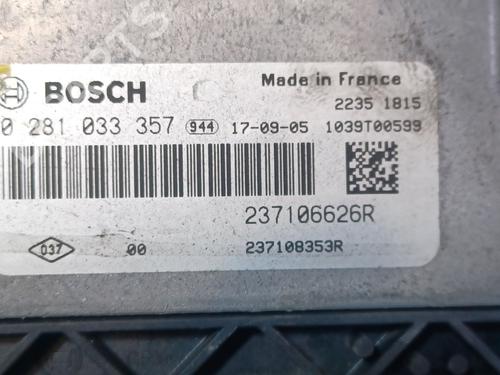 BOSCH
Made in France
2235 1815
0 281 033 357 944 17-09-05 1039T00599
237106626R
037 00 237108353R